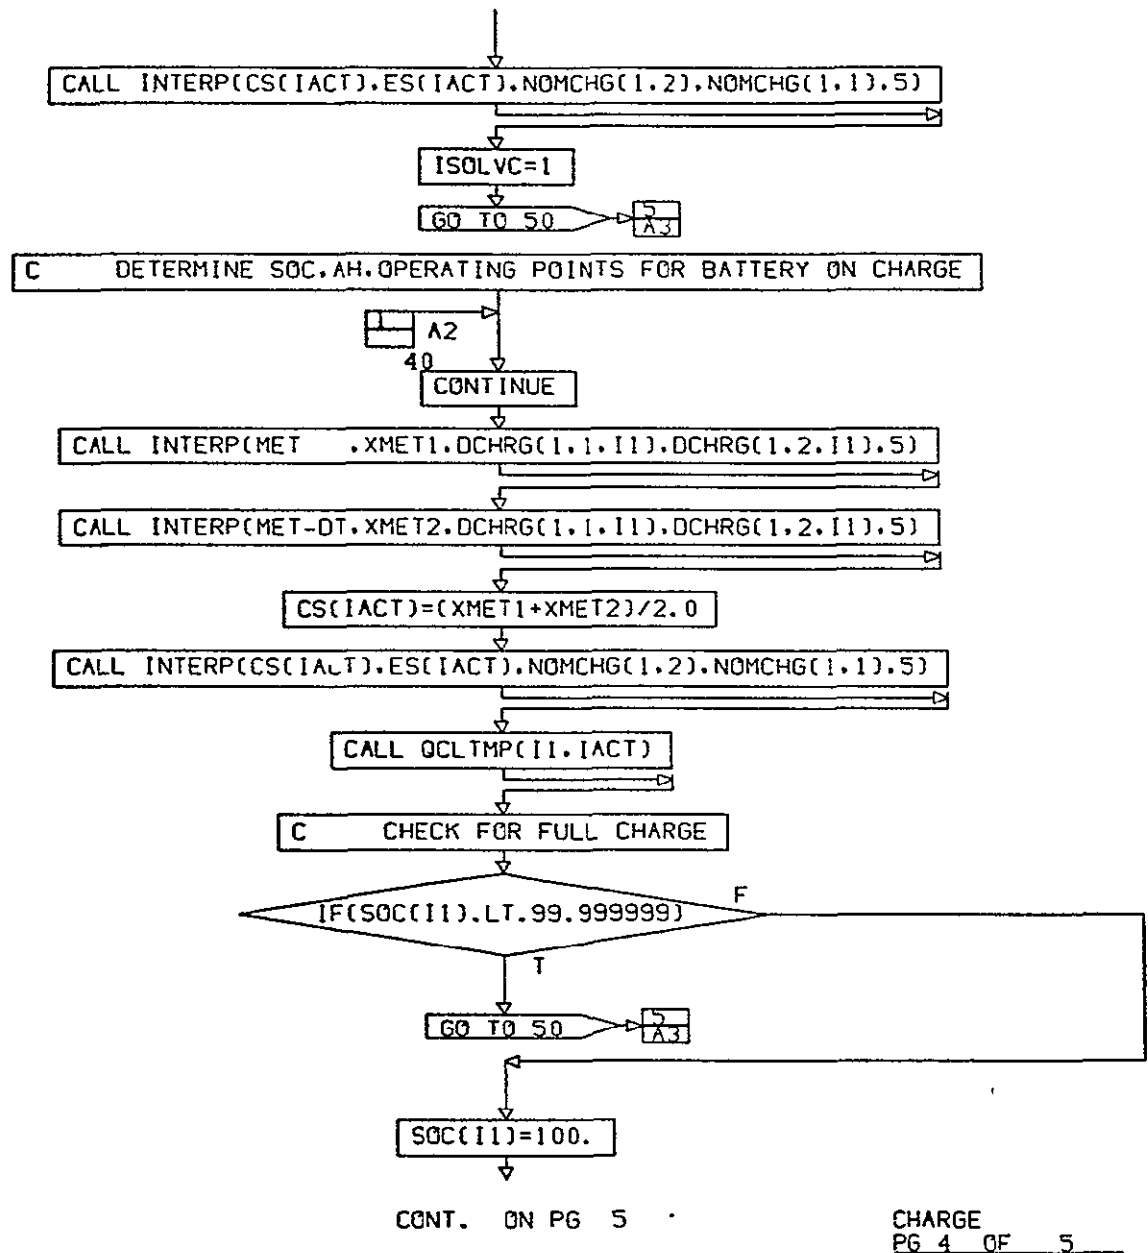 CALL INTERP(CS(IACT).ES(IACT).NOMCHG(1.2).NOMCHG(1.1).5)
ISOLVC=1
GO TO 50
5
A3
C DETERMINE SOC.AH.OPERATING POINTS FOR BATTERY ON CHARGE
1
A2
40
CONTINUE
CALL INTERP(MET .XMET1.DCHRG(1.1.I1).DCHRG(1.2.I1).5)
CALL INTERP(MET-DT.XMET2.DCHRG(1.1.I1).DCHRG(1.2.I1).5)
CS(IACT)=(XMET1+XMET2)/2.0
CALL INTERP(CS(IACT).ES(IACT).NOMCHG(1.2).NOMCHG(1.1).5)
CALL QCLTMP(I1.IACT)
C CHECK FOR FULL CHARGE
IF(SOC(I1).LT.99.999999)
F
T
GO TO 50
5
A3
SOC(I1)=100.
CONT. ON PG 5
CHARGE
PG 4 OF 5